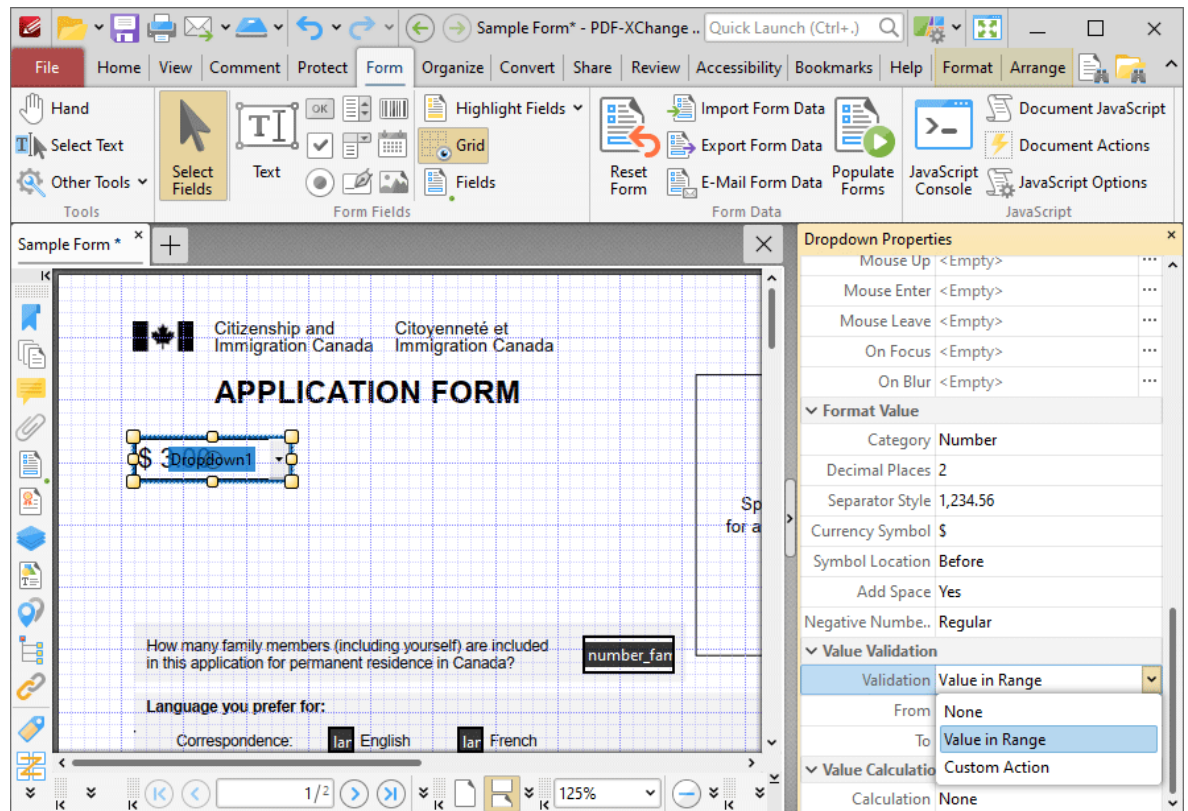 Sample Form* - PDF-XChange .. Quick Launch (Ctrl+.)
File Home View Comment Protect Form Organize Convert Share Review Accessibility Bookmarks Help Format Arrange
Hand
Select Text
Other Tools
Tools
Select Fields
Text
OK
Highlight Fields
Grid
Fields
Form Fields
Reset Form
Import Form Data
Export Form Data
E-Mail Form Data
Populate Forms
Form Data
JavaScript Console
Document JavaScript
Document Actions
JavaScript Options
JavaScript
Sample Form *
Citizenship and Immigration Canada
Citoyenneté et Immigration Canada
APPLICATION FORM
$ 3.00
Dropdown1
Sp
for a
How many family members (including yourself) are included
in this application for permanent residence in Canada?
number_fam
Language you prefer for:
Correspondence: lar English lar French
1/2
125%
Dropdown Properties
Mouse Up <Empty>
Mouse Enter <Empty>
Mouse Leave <Empty>
On Focus <Empty>
On Blur <Empty>
Format Value
Category Number
Decimal Places 2
Separator Style 1,234.56
Currency Symbol $
Symbol Location Before
Add Space Yes
Negative Numbe.. Regular
Value Validation
Validation Value in Range
From
To
None
Value in Range
Custom Action
Value Calculatio
Calculation None